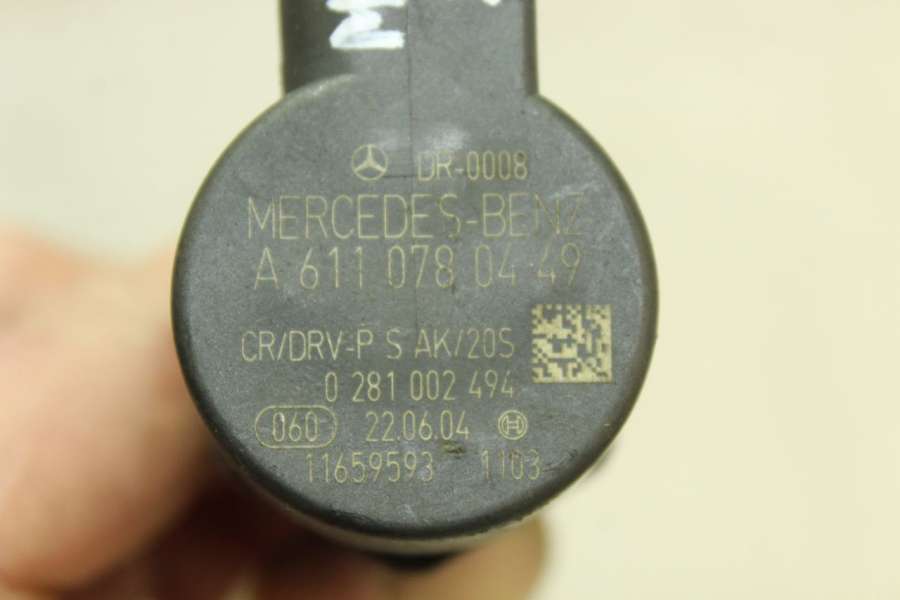 DR-0008
MERCEDES-BENZ
A 611 078 04 49
CR/DRV-P S AK/20S
0 281 002 494
060 22.06.04
11659593 1103